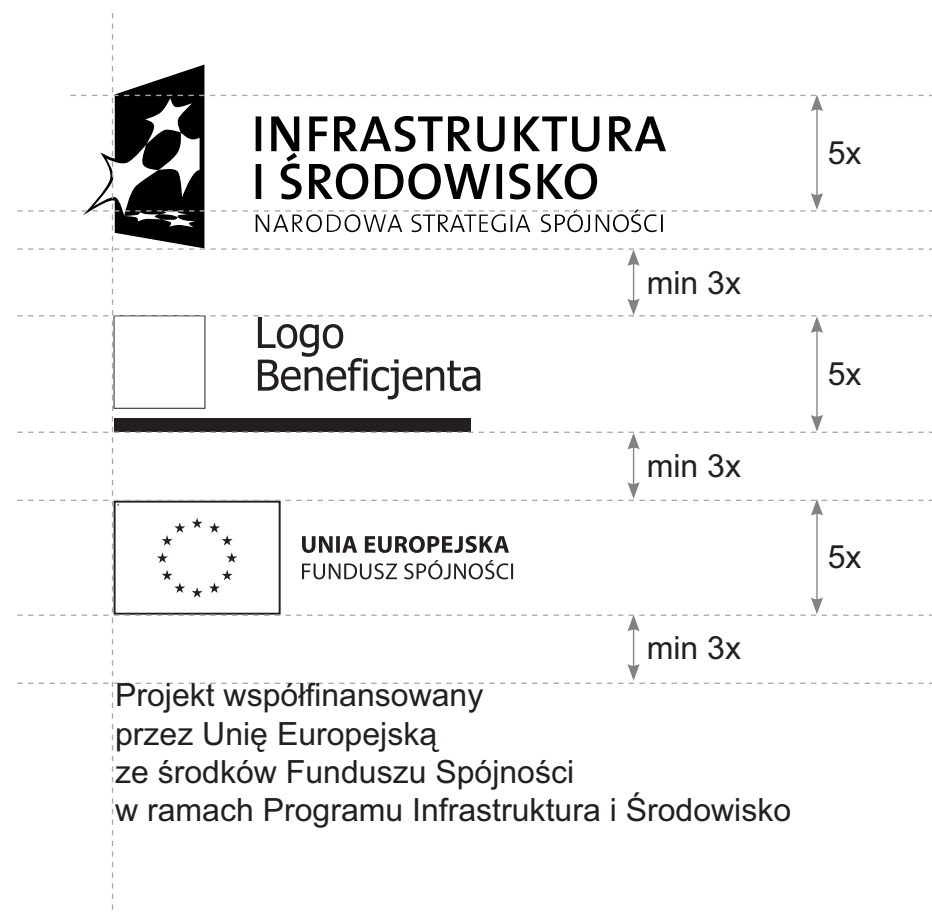 INFRASTRUKTURA
I ŚRODOWISKO
NARODOWA STRATEGIA SPÓJNOŚCI
5x
min 3x
Logo
Beneficjenta
5x
min 3x
UNIA EUROPEJSKA
FUNDUSZ SPÓJNOŚCI
5x
min 3x
Projekt współfinansowany
przez Unię Europejską
ze środków Funduszu Spójności
w ramach Programu Infrastruktura i Środowisko